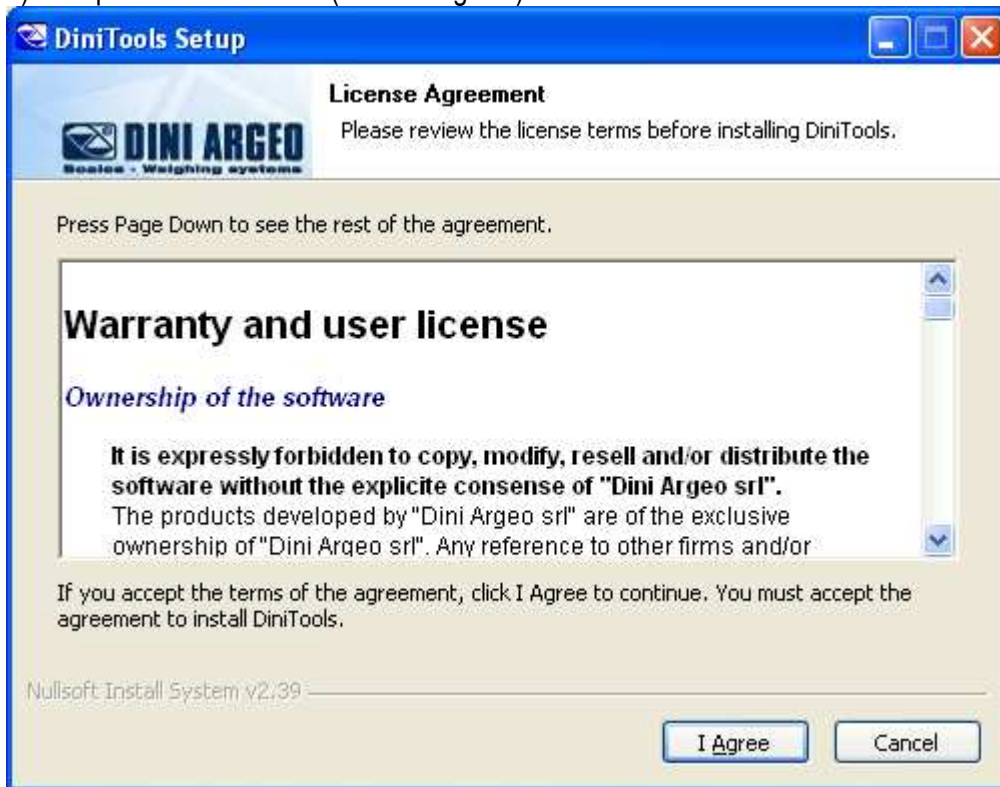 DiniTools Setup
License Agreement
Please review the license terms before installing DiniTools.
DINI ARGEO
Scales - Weighing systems
Press Page Down to see the rest of the agreement.
Warranty and user license
Ownership of the software
It is expressly forbidden to copy, modify, resell and/or distribute the
software without the explicite consense of "Dini Argeo srl".
The products developed by "Dini Argeo srl" are of the exclusive
ownership of "Dini Argeo srl". Any reference to other firms and/or
If you accept the terms of the agreement, click I Agree to continue. You must accept the
agreement to install DiniTools.
Nullsoft Install System v2.39
I Agree
Cancel